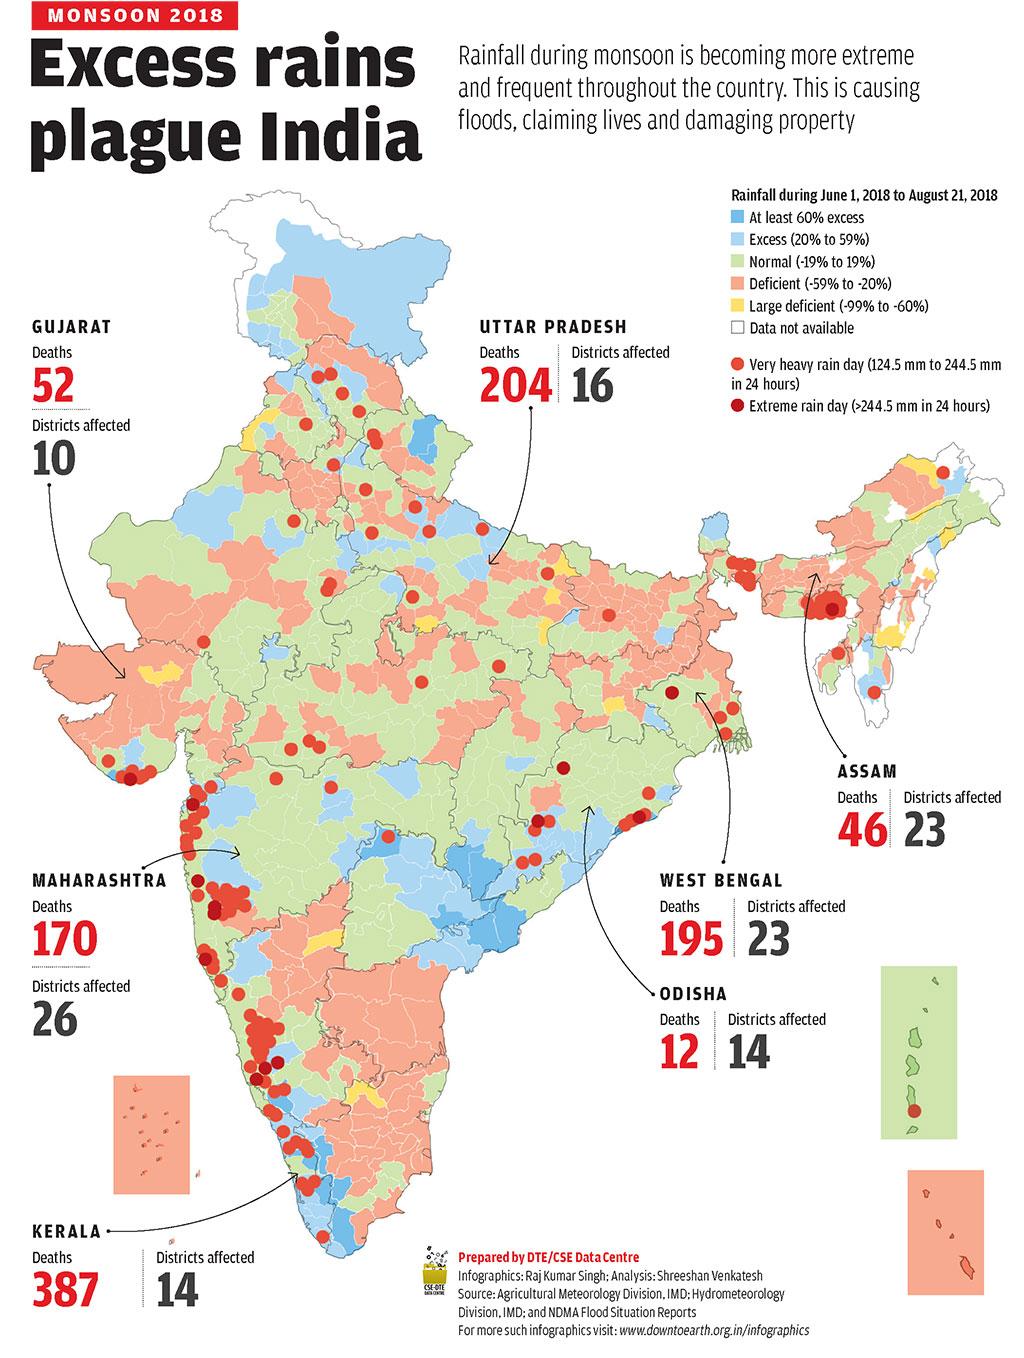 MONSOON 2018
Excess rains
plague India
Rainfall during monsoon is becoming more extreme
and frequent throughout the country. This is causing
floods, claiming lives and damaging property
Rainfall during June 1, 2018 to August 21, 2018
At least 60% excess
Excess (20% to 59%)
Normal (-19% to 19%)
Deficient (-59% to -20%)
Large deficient (-99% to -60%)
Data not available
Very heavy rain day (124.5 mm to 244.5 mm
in 24 hours)
Extreme rain day (>244.5 mm in 24 hours)
GUJARAT
Deaths
52
Districts affected
10
UTTAR PRADESH
Deaths
204
Districts affected
16
ASSAM
Deaths
46
Districts affected
23
MAHARASHTRA
Deaths
170
Districts affected
26
WEST BENGAL
Deaths
195
Districts affected
23
ODISHA
Deaths
12
Districts affected
14
KERALA
Deaths
387
Districts affected
14
CSE-DTE
DATA CENTRE
Prepared by DTE/CSE Data Centre
Infographics: Raj Kumar Singh; Analysis: Shreeshan Venkatesh
Source: Agricultural Meteorology Division, IMD; Hydrometeorology
Division, IMD; and NDMA Flood Situation Reports
For more such infographics visit: www.downtoearth.org.in/infographics